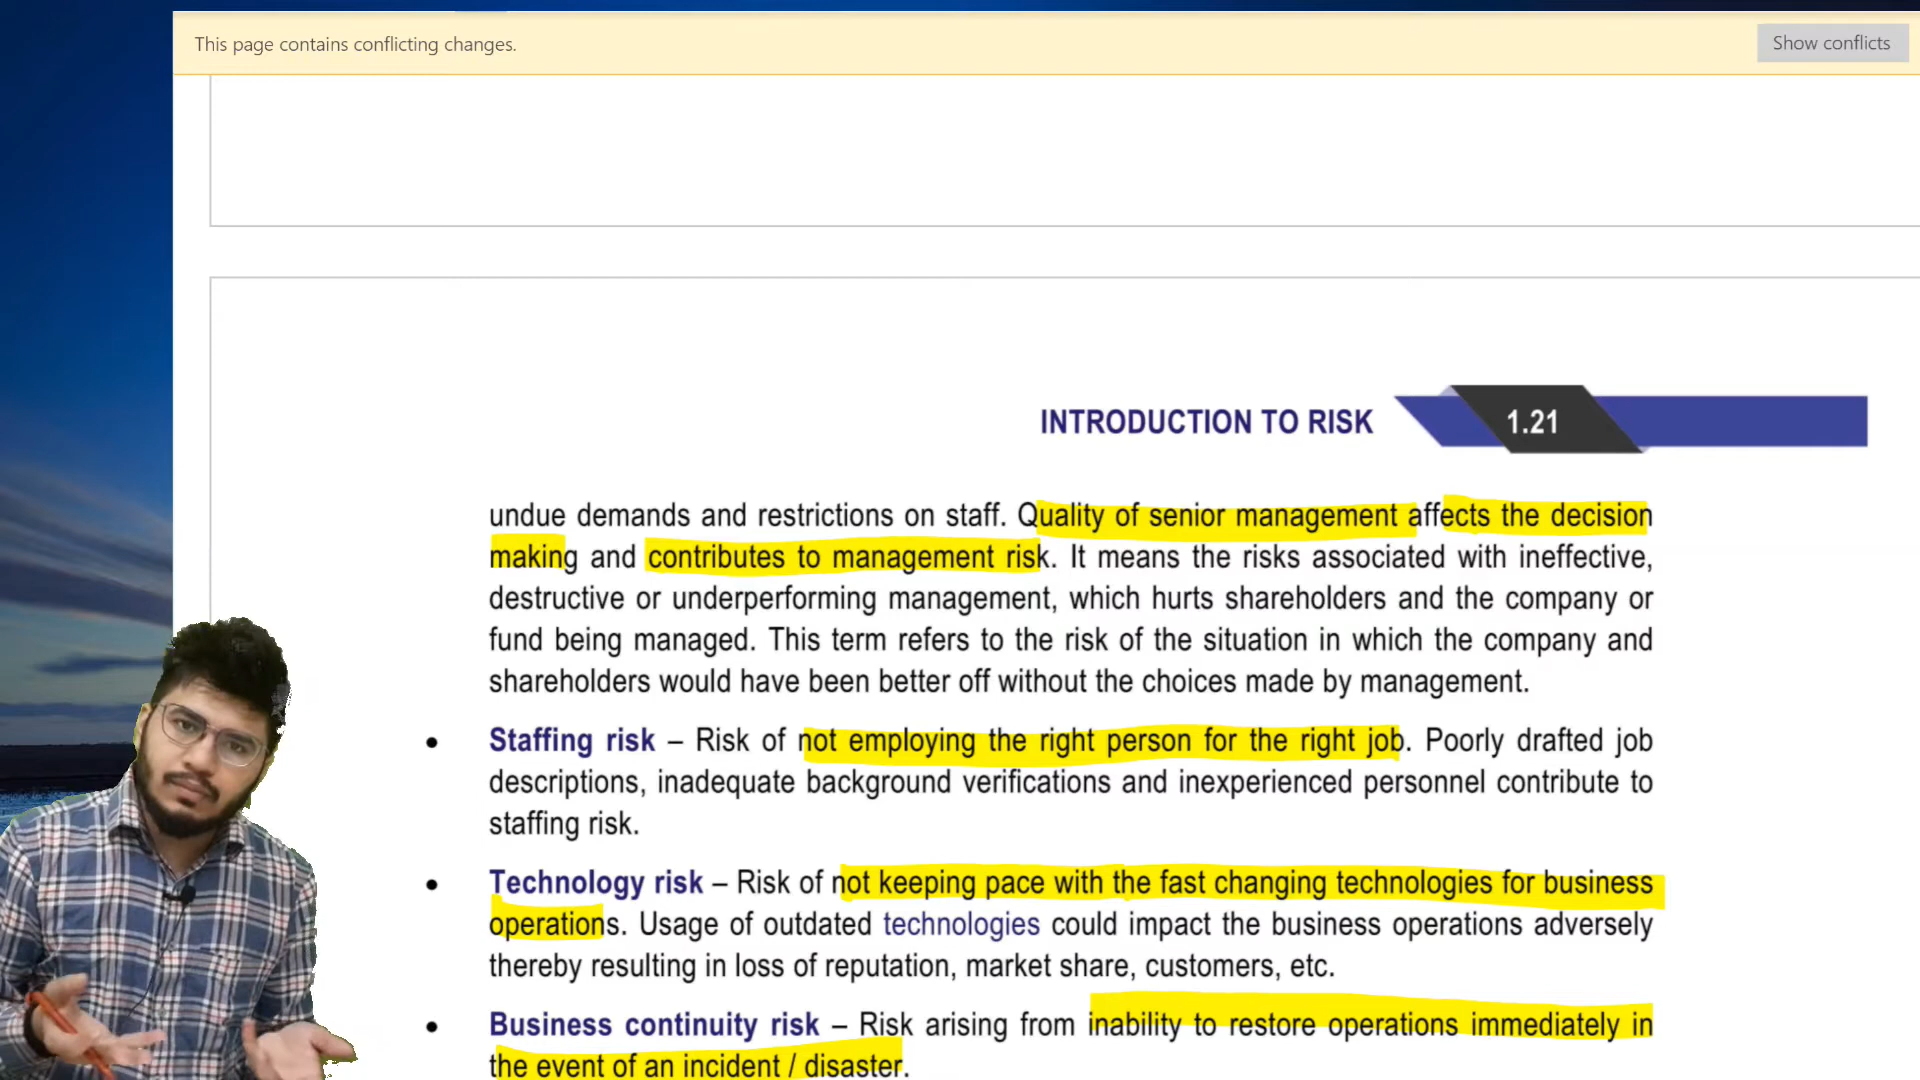 This page contains conflicting changes.
Show conflicts
INTRODUCTION TO RISK 1.21
undue demands and restrictions on staff. Quality of senior management affects the decision
making and contributes to management risk. It means the risks associated with ineffective,
destructive or underperforming management, which hurts shareholders and the company or
fund being managed. This term refers to the risk of the situation in which the company and
shareholders would have been better off without the choices made by management.
• Staffing risk – Risk of not employing the right person for the right job. Poorly drafted job
descriptions, inadequate background verifications and inexperienced personnel contribute to
staffing risk.
• Technology risk – Risk of not keeping pace with the fast changing technologies for business
operations. Usage of outdated technologies could impact the business operations adversely
thereby resulting in loss of reputation, market share, customers, etc.
• Business continuity risk – Risk arising from inability to restore operations immediately in
the event of an incident / disaster.